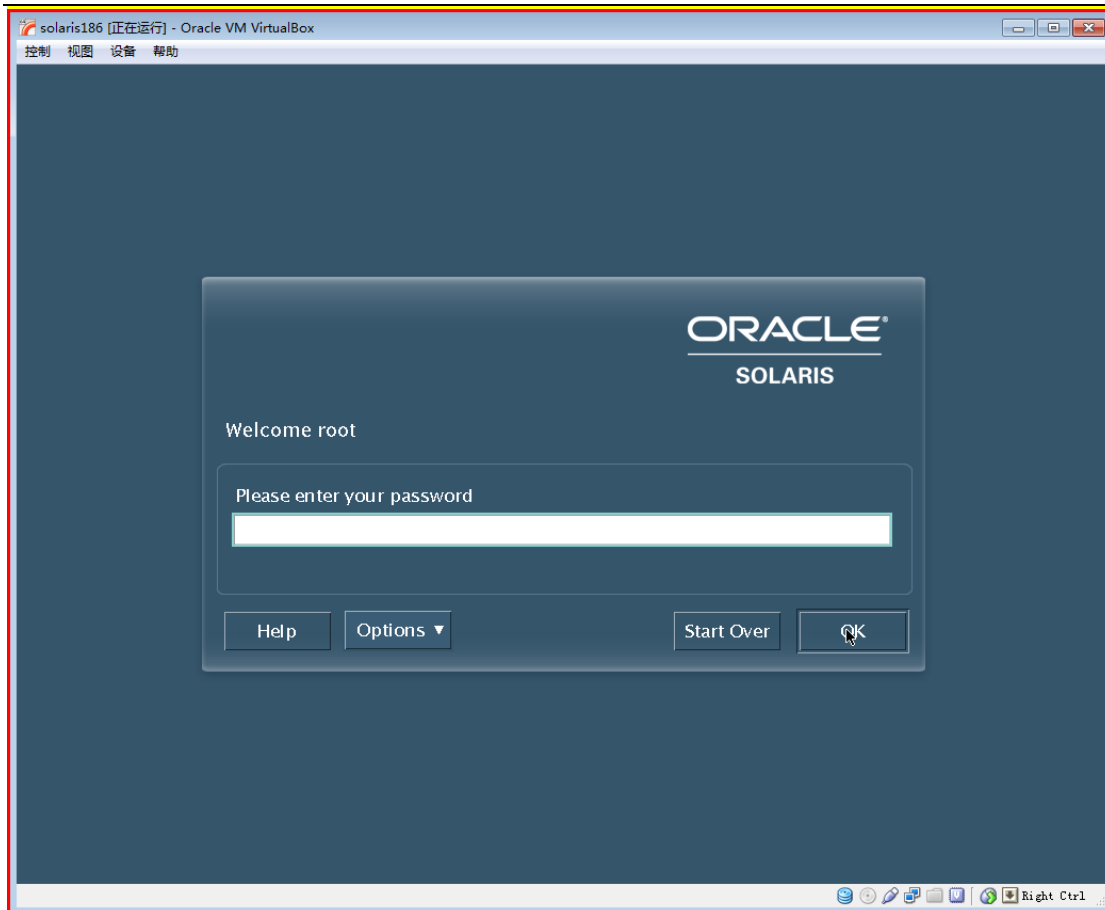 solaris186 [正在运行] - Oracle VM VirtualBox
控制 视图 设备 帮助
ORACLE®
SOLARIS
Welcome root
Please enter your password
Help Options ▼ Start Over OK
Right Ctrl